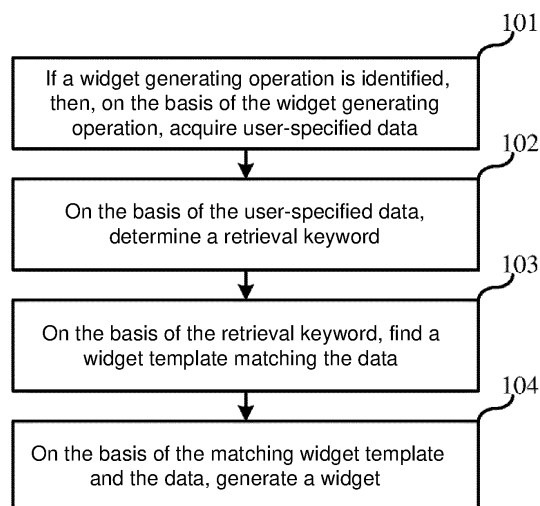 101
If a widget generating operation is identified,
then, on the basis of the widget generating
operation, acquire user-specified data
102
On the basis of the user-specified data,
determine a retrieval keyword
103
On the basis of the retrieval keyword, find a
widget template matching the data
104
On the basis of the matching widget template
and the data, generate a widget